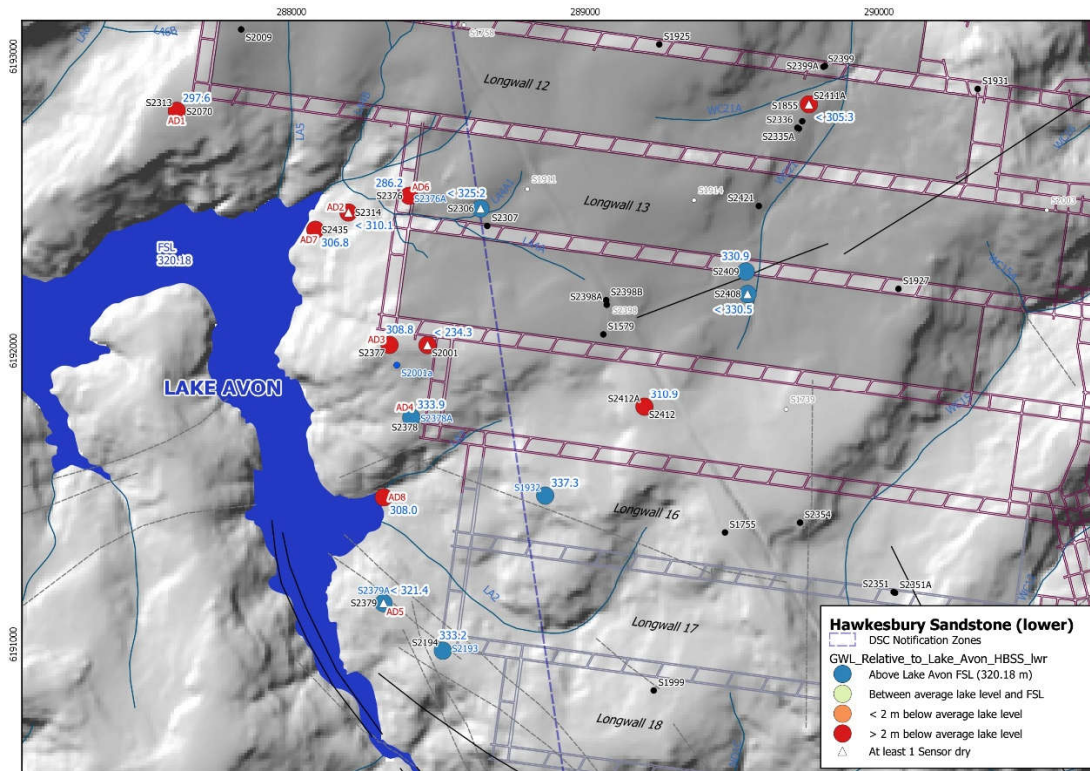 288000
289000
290000
6193000
6192000
6191000
S2009
S1758
S1925
S2399
S2399A
S1931
Longwall 12
WC21A
S2313
297.6
S2070
AD1
LA5
S2411A
S1855
< 305.3
S2336
S2335A
286.2
AD6
S2376
S2376A
< 325.2
S2306
S2307
S1911
S1914
Longwall 13
S2421
AD2
S2314
< 310.1
S2435
AD7
306.8
LA4A
FSL
320.18
330.9
S2409
S2408
< 330.5
S1927
S2398B
S2398A
S2398
S1579
308.8
AD3
S2377
< 234.3
S2001
S2001a
LAKE AVON
310.9
S2412A
S2412
S1739
AD4
333.9
S2378A
S2378
S1932
337.3
AD8
308.0
Longwall 16
S1755
S2354
S2379A
< 321.4
S2379
AD5
LA2
S2351
S2351A
S2194
333.2
S2193
Longwall 17
S1999
Longwall 18
Hawkesbury Sandstone (lower)
DSC Notification Zones
GWL_Relative_to_Lake_Avon_HBSS_lwr
Above Lake Avon FSL (320.18 m)
Between average lake level and FSL
< 2 m below average lake level
> 2 m below average lake level
At least 1 Sensor dry